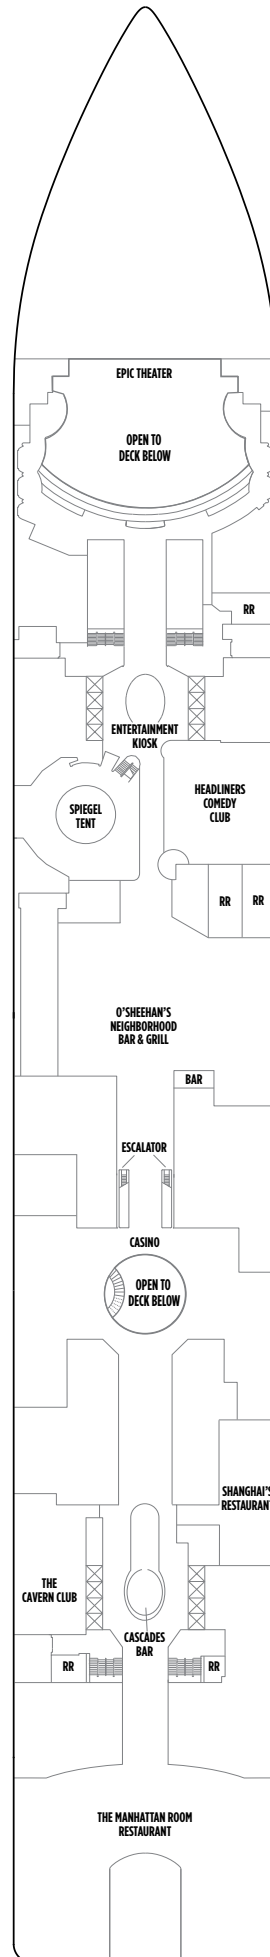 EPIC THEATER
OPEN TO
DECK BELOW
RR
ENTERTAINMENT
KIOSK
HEADLINERS
COMEDY
CLUB
SPIEGEL
TENT
RR
RR
O'SHEEHAN'S
NEIGHBORHOOD
BAR & GRILL
BAR
ESCALATOR
CASINO
OPEN TO
DECK BELOW
SHANGHAI'S
RESTAURANT
THE
CAVERN CLUB
CASCADES
BAR
RR
RR
THE MANHATTAN ROOM
RESTAURANT